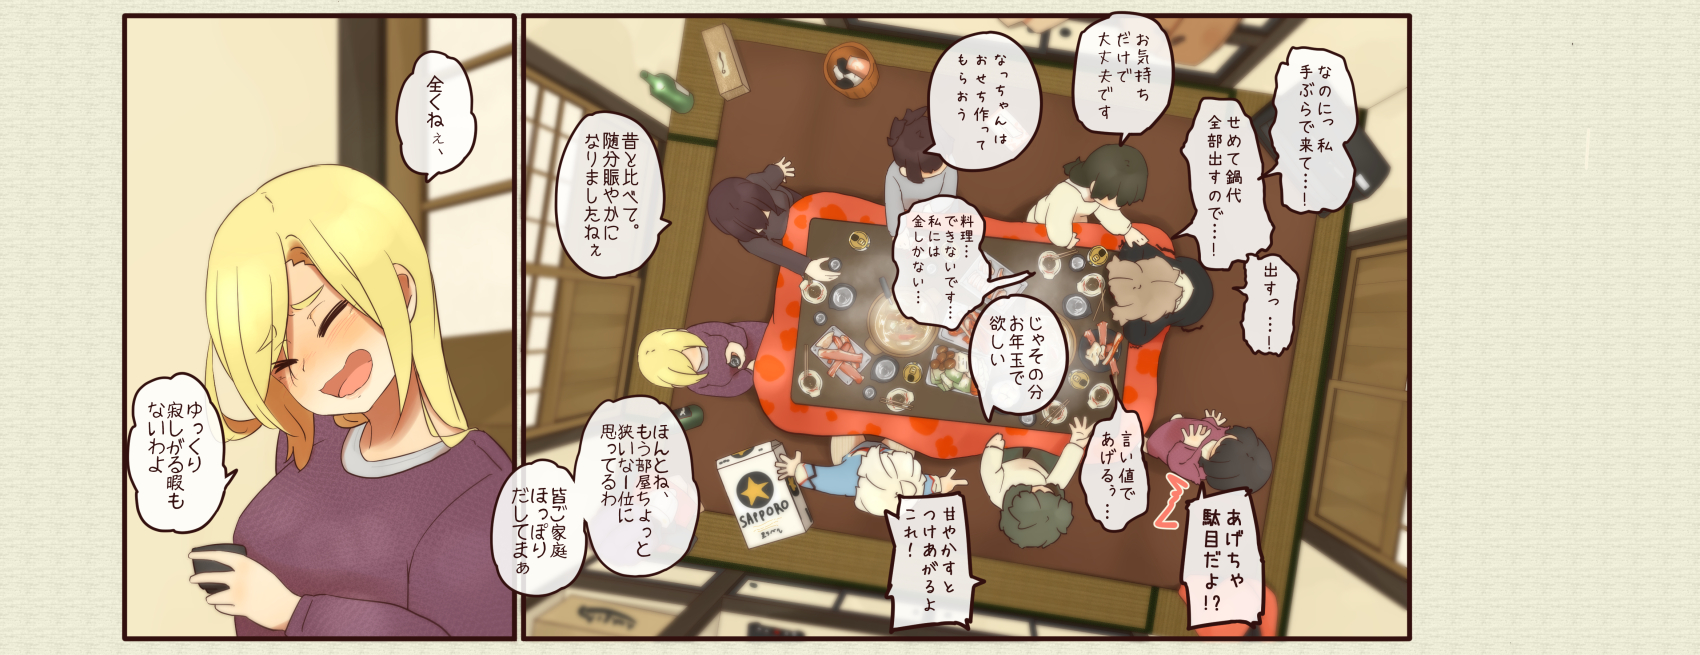 なのにっ 私
手ぶらで来て…!
せめて鍋代
全部出すので…!
出すっ…!
お気持ち
だけで
大丈夫です
なっちゃんは
おせち作って
もらおう
料理…
できないです…
私には
金しかない…
じゃその分
お年玉で
欲しい
言い値で
あげるぅ…
あげちゃ
駄目だよ!?
甘やかすと
つけあがるよ
これ!
昔と比べて。
随分賑やかに
なりましたねぇ
ほんとね、
もう部屋ちょっと
狭いな一位に
思ってるわ
皆ご家庭
ほっぽり
だしてまぁ
SAPPORO
全くねぇ、
ゆっくり
寂しがる暇も
ないわよ